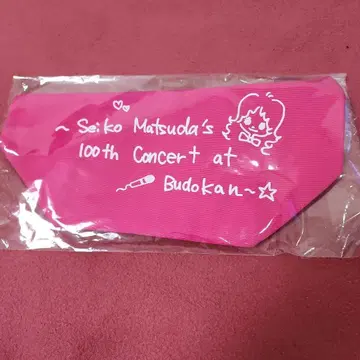 ~ Seiko Matsuda's
100th Concert at
Budokan~☆